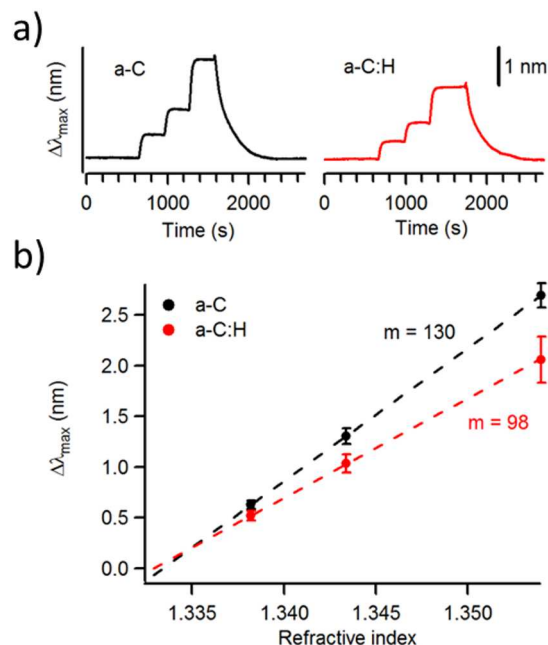 a)
a-C
a-C:H
1 nm
Δλmax (nm)
0 1000 2000
0 1000 2000
Time (s)
Time (s)
b)
a-C
a-C:H
m = 130
m = 98
Δλmax (nm)
2.5
2.0
1.5
1.0
0.5
0.0
1.335 1.340 1.345 1.350
Refractive index